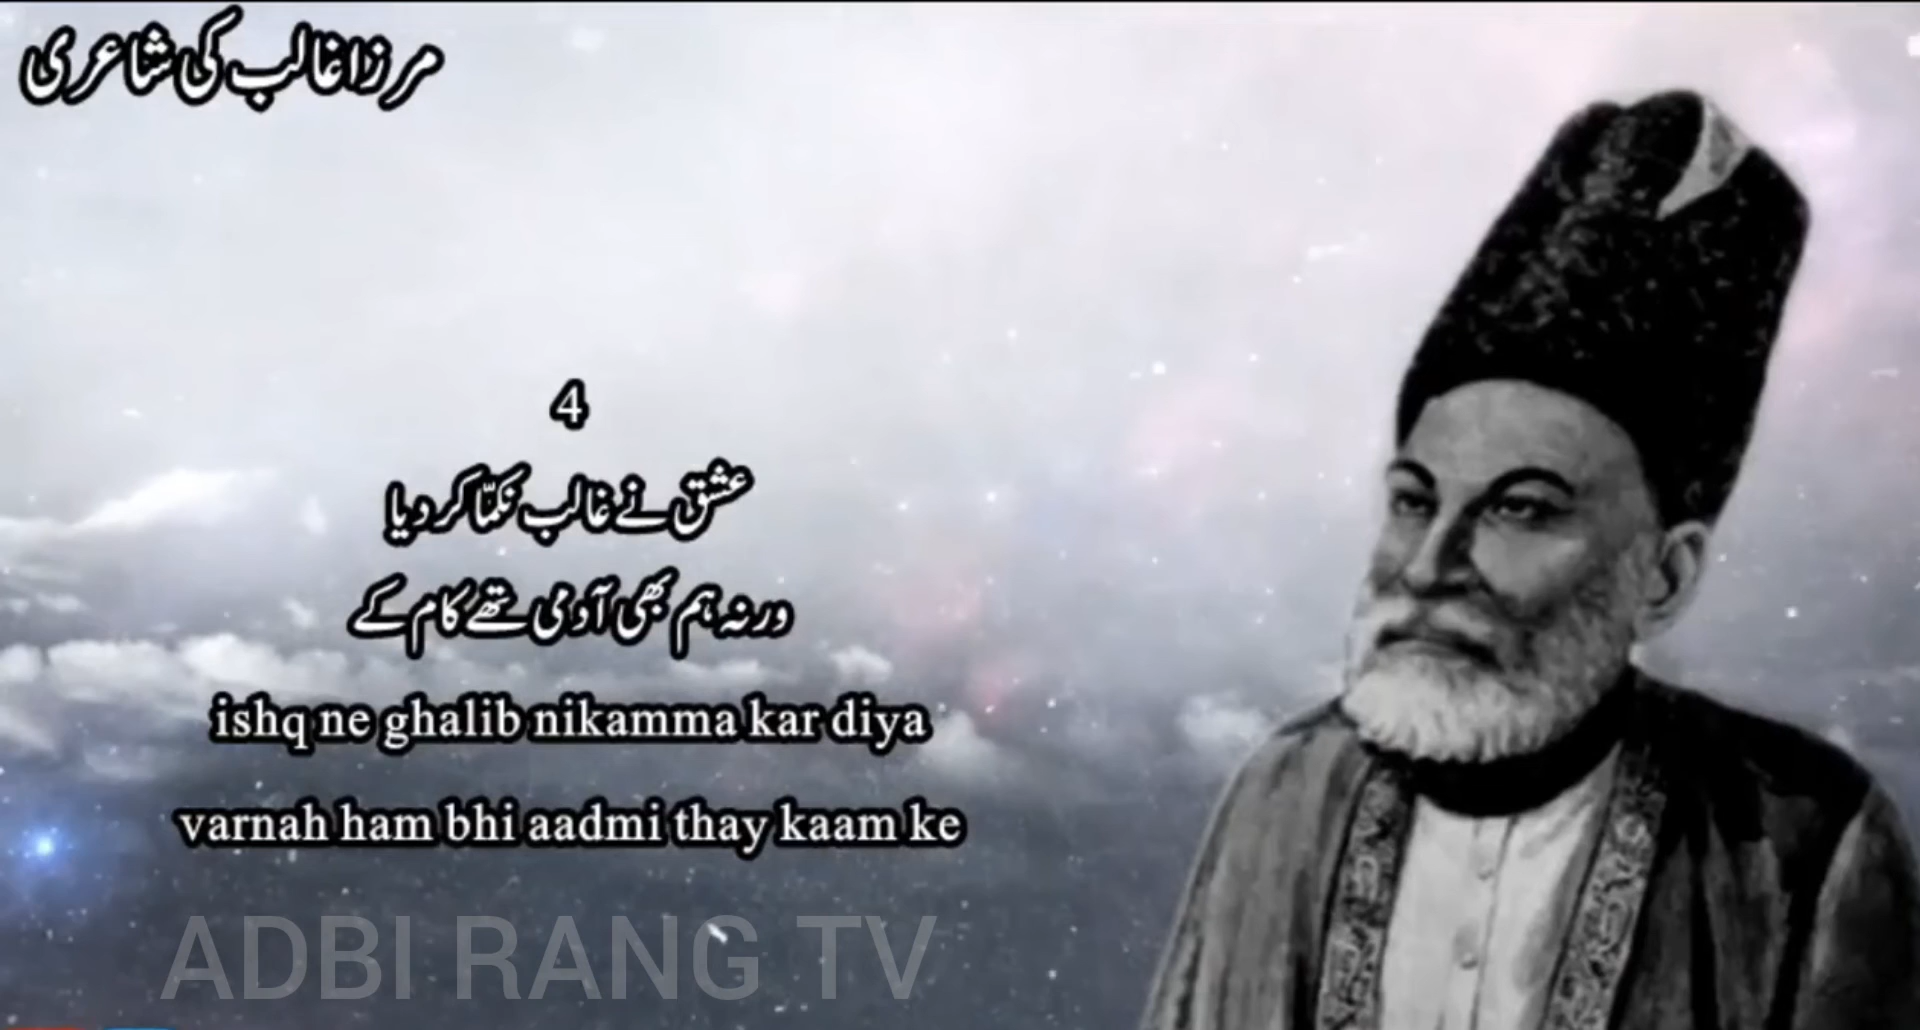 مرزا غالب کی شاعری
4
عشق نے غالب نکمّا کر دیا
ورنہ ہم بھی آدمی تھے کام کے
ishq ne ghalib nikamma kar diya
varnah ham bhi aadmi thay kaam ke
ADBI RANG TV